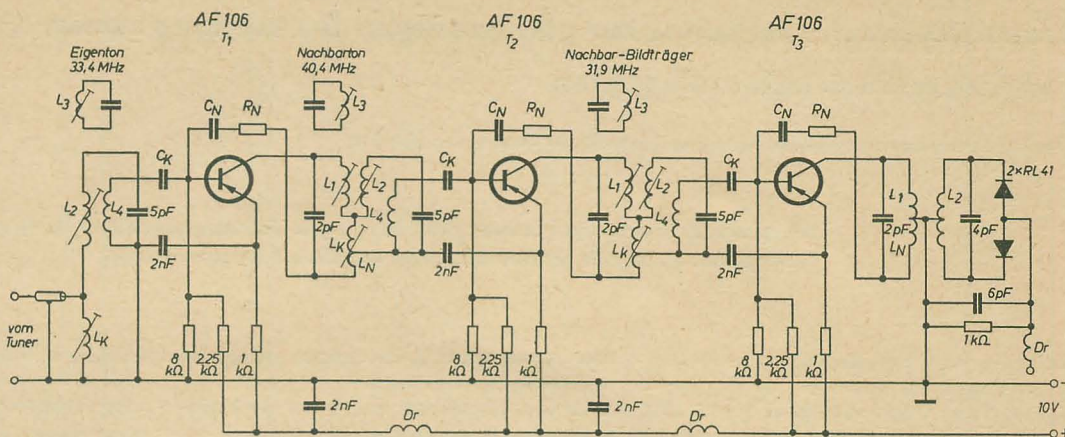 AF 106
T1
AF 106
T2
AF 106
T3
Eigenton
33,4 MHz
Nachbarton
40,4 MHz
Nachbar-Bildträger
31,9 MHz
L3
L3
L3
CN
RN
CN
RN
CN
RN
CK
CK
CK
L2
L4
5pF
2nF
L1
L2
L4
2pF
5pF
LK
LN
2nF
L1
L2
L4
2pF
5pF
LK
2nF
L1
L2
2pF
4pF
LN
2×RL41
6pF
1kΩ
Dr
vom
Tuner
LK
8
kΩ
2,25
kΩ
1
kΩ
8
kΩ
2,25
kΩ
1
kΩ
8
kΩ
2,25
kΩ
1
kΩ
2nF
Dr
2nF
Dr
-
10V
+